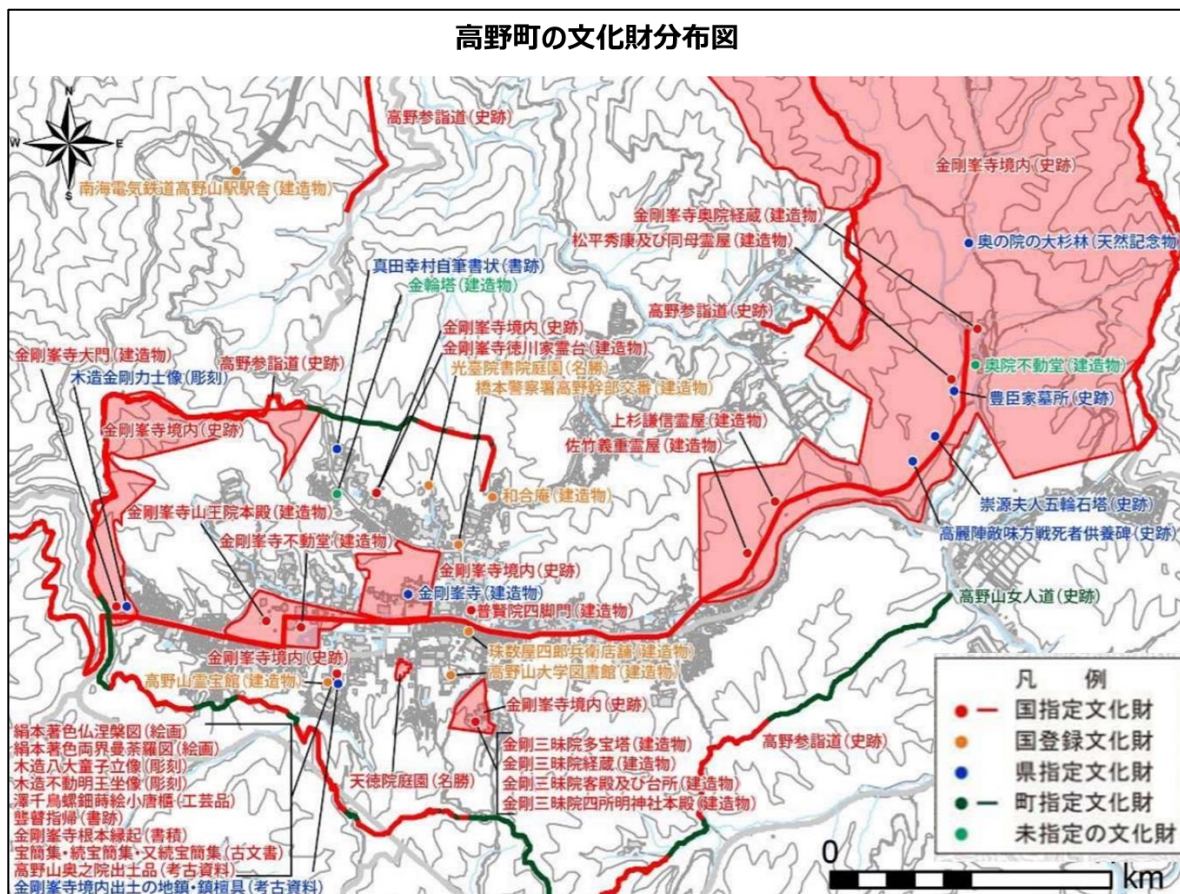 高野町の文化財分布図
N
W
E
S
高野参詣道(史跡)
南海電気鉄道高野山駅駅舎(建造物)
金剛峯寺境内(史跡)
金剛峯寺奥院経蔵(建造物)
松平秀康及び同母霊屋(建造物)
奥の院の大杉林(天然記念物
真田幸村自筆書状(書跡)
金輪塔(建造物)
高野参詣道(史跡)
金剛峯寺境内(史跡)
金剛峯寺徳川家霊台(建造物)
光臺院書院庭園(名勝)
橋本警察署高野幹部交番(建造物)
金剛峯寺大門(建造物)
木造金剛力士像(彫刻)
高野参詣道(史跡)
奥院不動堂(建造物)
豊臣家墓所(史跡)
金剛峯寺境内(史跡)
上杉謙信霊屋(建造物)
佐竹義重霊屋(建造物)
和合庵(建造物)
崇源夫人五輪石塔(史跡)
高麗陣敵味方戦死者供養碑(史跡)
金剛峯寺山王院本殿(建造物)
金剛峯寺不動堂(建造物)
金剛峯寺境内(史跡)
金剛峯寺(建造物)
普賢院四脚門(建造物)
高野山女人道(史跡)
珠数屋四郎兵衛店舗(建造物)
金剛峯寺境内(史跡)
高野山霊宝館(建造物)
高野山大学図書館(建造物)
金剛峯寺境内(史跡)
絹本著色仏涅槃図(絵画)
絹本著色両界曼荼羅図(絵画)
木造八大童子立像(彫刻)
木造不動明王坐像(彫刻)
澤千鳥螺鈿蒔絵小唐櫃(工芸品)
聾瞽指帰(書跡)
金剛峯寺根本縁起(書積)
宝簡集・続宝簡集・又続宝簡集(古文書)
高野山奥之院出土品(考古資料)
金剛峯寺境内出土の地鎮・鎮檀具(考古資料)
天徳院庭園(名勝)
金剛三昧院多宝塔(建造物)
金剛三昧院経蔵(建造物)
金剛三昧院客殿及び台所(建造物)
金剛三昧院四所明神社本殿(建造物)
高野参詣道(史跡)
凡 例
国指定文化財
国登録文化財
県指定文化財
町指定文化財
未指定の文化財
0
1
km